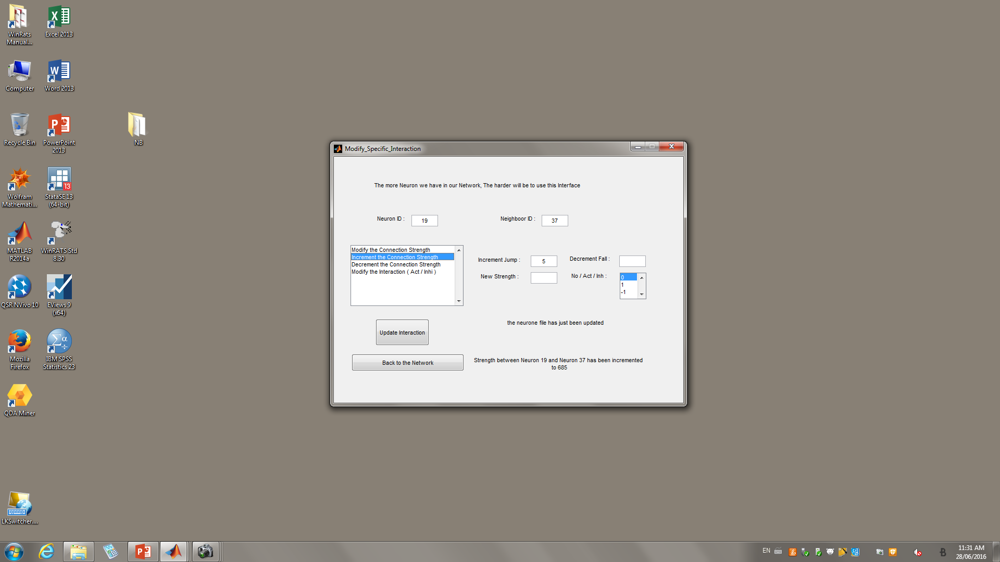 WinRats
Manual...
Excel 2013
Computer
Word 2013
Recycle Bin
PowerPoint
2013
NB
Wolfram
Mathemati...
StataSE 13
(64-bit)
MATLAB
R2014a
WinRATS Std
8.30
QSR NVivo 10
EViews 9
(x64)
Mozilla
Firefox
IBM SPSS
Statistics 23
QDA Miner
LKSwitcher....
Modify_Specific_Interaction
The more Neuron we have in our Network, The harder will be to use this Interface
Neuron ID : 19
Neighboor ID : 37
Modify the Connection Strength
Increment the Connection Strength
Decrement the Connection Strength
Modify the Interaction ( Act / Inhi )
Increment Jump : 5
Decrement Fall :
New Strength :
No / Act / Inh :
0
1
-1
Update Interaction
the neurone file has just been updated
Back to the Network
Strength between Neuron 19 and Neuron 37 has been incremented
to 685
EN
11:31 AM
28/06/2016